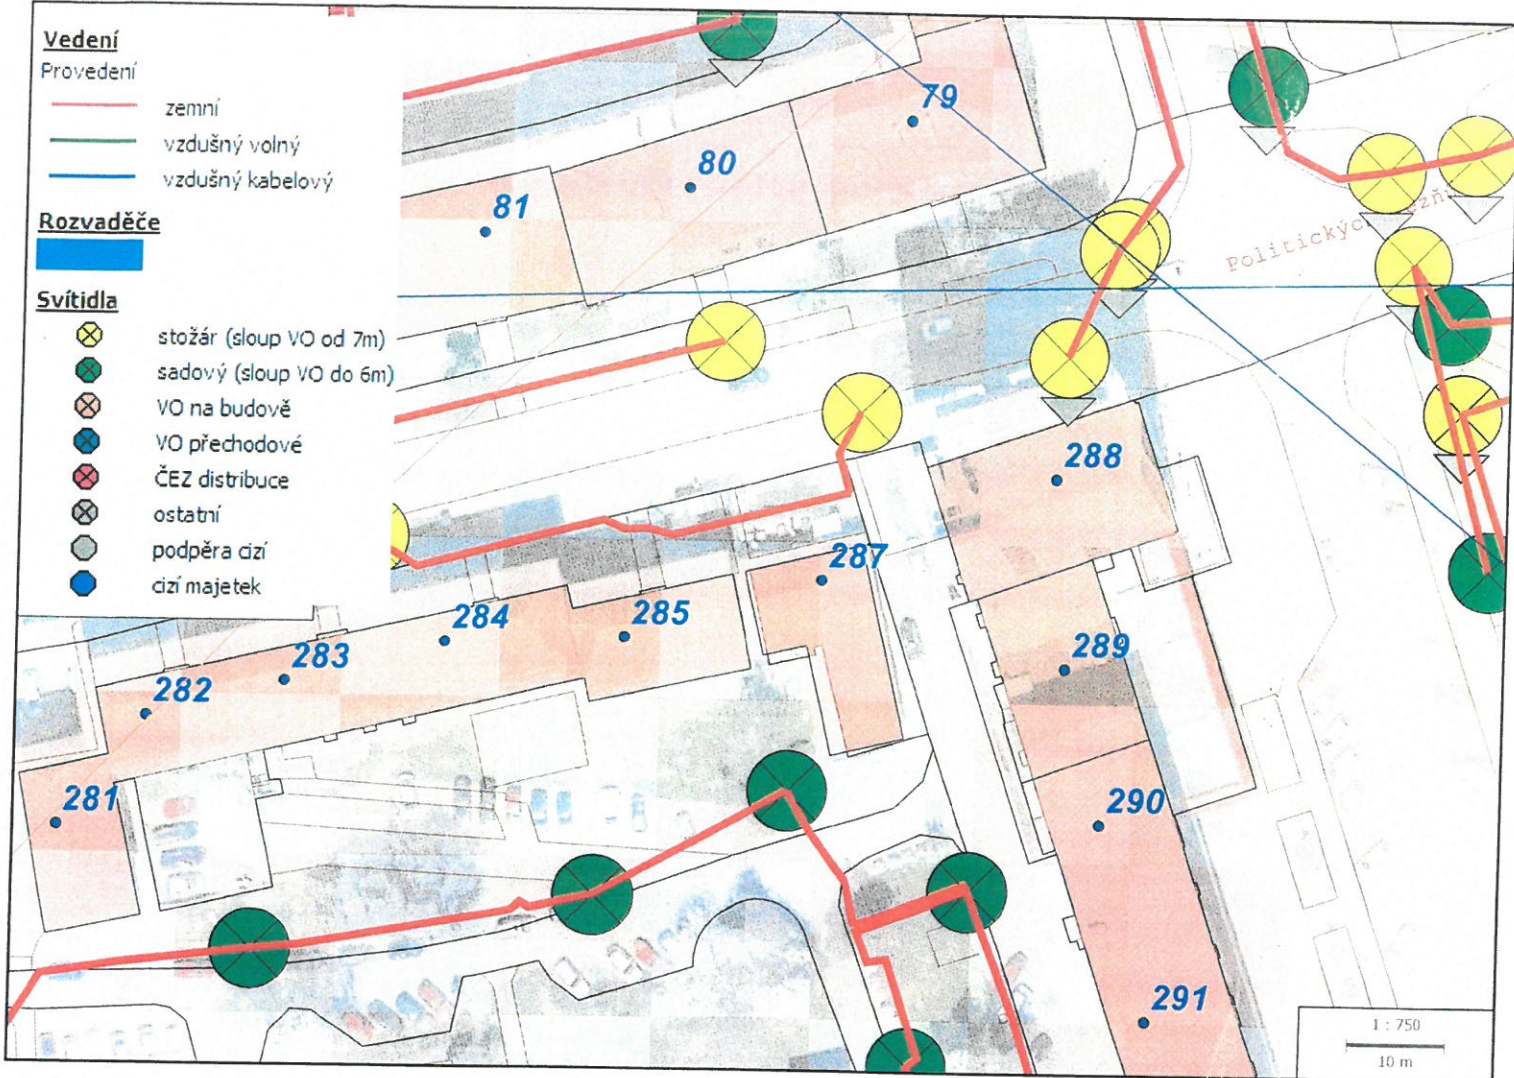 Vedení
Provedení
zemní
vzdušný volný
vzdušný kabelový
Rozvaděče
Svítidla
stožár (sloup VO od 7m)
sadový (sloup VO do 6m)
VO na budově
VO přechodové
ČEZ distribuce
ostatní
podpěra cizí
cizí majetek
79
80
81
Politických
288
287
285
284
283
282
289
281
290
291
1 : 750
10 m